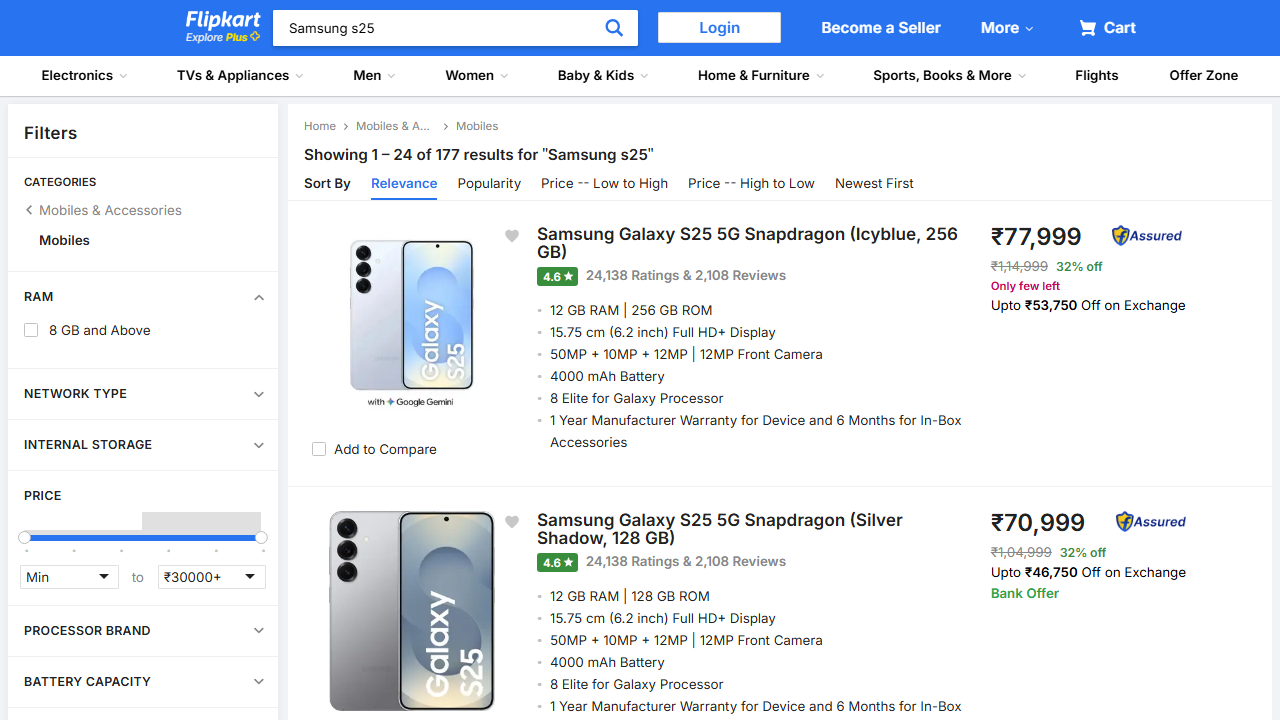 Flipkart
Explore Plus
Samsung s25
Login
Become a Seller
More
Cart
Electronics
TVs & Appliances
Men
Women
Baby & Kids
Home & Furniture
Sports, Books & More
Flights
Offer Zone
Filters
CATEGORIES
Mobiles & Accessories
Mobiles
RAM
8 GB and Above
NETWORK TYPE
INTERNAL STORAGE
PRICE
Min
to
₹30000+
PROCESSOR BRAND
BATTERY CAPACITY
Home
Mobiles & A...
Mobiles
Showing 1 – 24 of 177 results for "Samsung s25"
Sort By
Relevance
Popularity
Price -- Low to High
Price -- High to Low
Newest First
Galaxy S25
with Google Gemini
Add to Compare
Samsung Galaxy S25 5G Snapdragon (Icyblue, 256
GB)
4.6
24,138 Ratings & 2,108 Reviews
12 GB RAM | 256 GB ROM
15.75 cm (6.2 inch) Full HD+ Display
50MP + 10MP + 12MP | 12MP Front Camera
4000 mAh Battery
8 Elite for Galaxy Processor
1 Year Manufacturer Warranty for Device and 6 Months for In-Box
Accessories
₹77,999
Assured
₹1,14,999 32% off
Only few left
Upto ₹53,750 Off on Exchange
Galaxy S25
Samsung Galaxy S25 5G Snapdragon (Silver
Shadow, 128 GB)
4.6
24,138 Ratings & 2,108 Reviews
12 GB RAM | 128 GB ROM
15.75 cm (6.2 inch) Full HD+ Display
50MP + 10MP + 12MP | 12MP Front Camera
4000 mAh Battery
8 Elite for Galaxy Processor
1 Year Manufacturer Warranty for Device and 6 Months for In-Box
₹70,999
Assured
₹1,04,999 32% off
Upto ₹46,750 Off on Exchange
Bank Offer